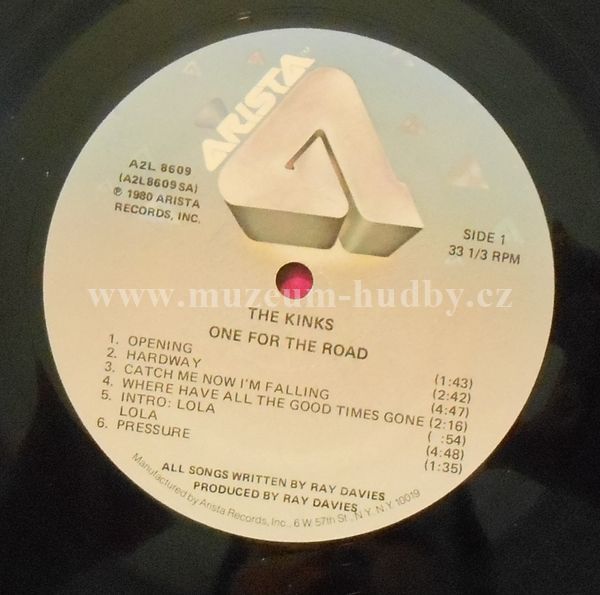 ARISTA™
A2L 8609
(A2L8609 SA)
℗ 1980 ARISTA
RECORDS, INC.
SIDE 1
33 1/3 RPM
www.muzeum-hudby.cz
THE KINKS
ONE FOR THE ROAD
1. OPENING (1:43)
2. HARDWAY (2:42)
3. CATCH ME NOW I'M FALLING (4:47)
4. WHERE HAVE ALL THE GOOD TIMES GONE (2:16)
5. INTRO: LOLA ( :54)
LOLA (4:48)
6. PRESSURE (1:35)
ALL SONGS WRITTEN BY RAY DAVIES
PRODUCED BY RAY DAVIES
Manufactured by Arista Records, Inc., 6 W. 57th St., N.Y., N.Y. 10019